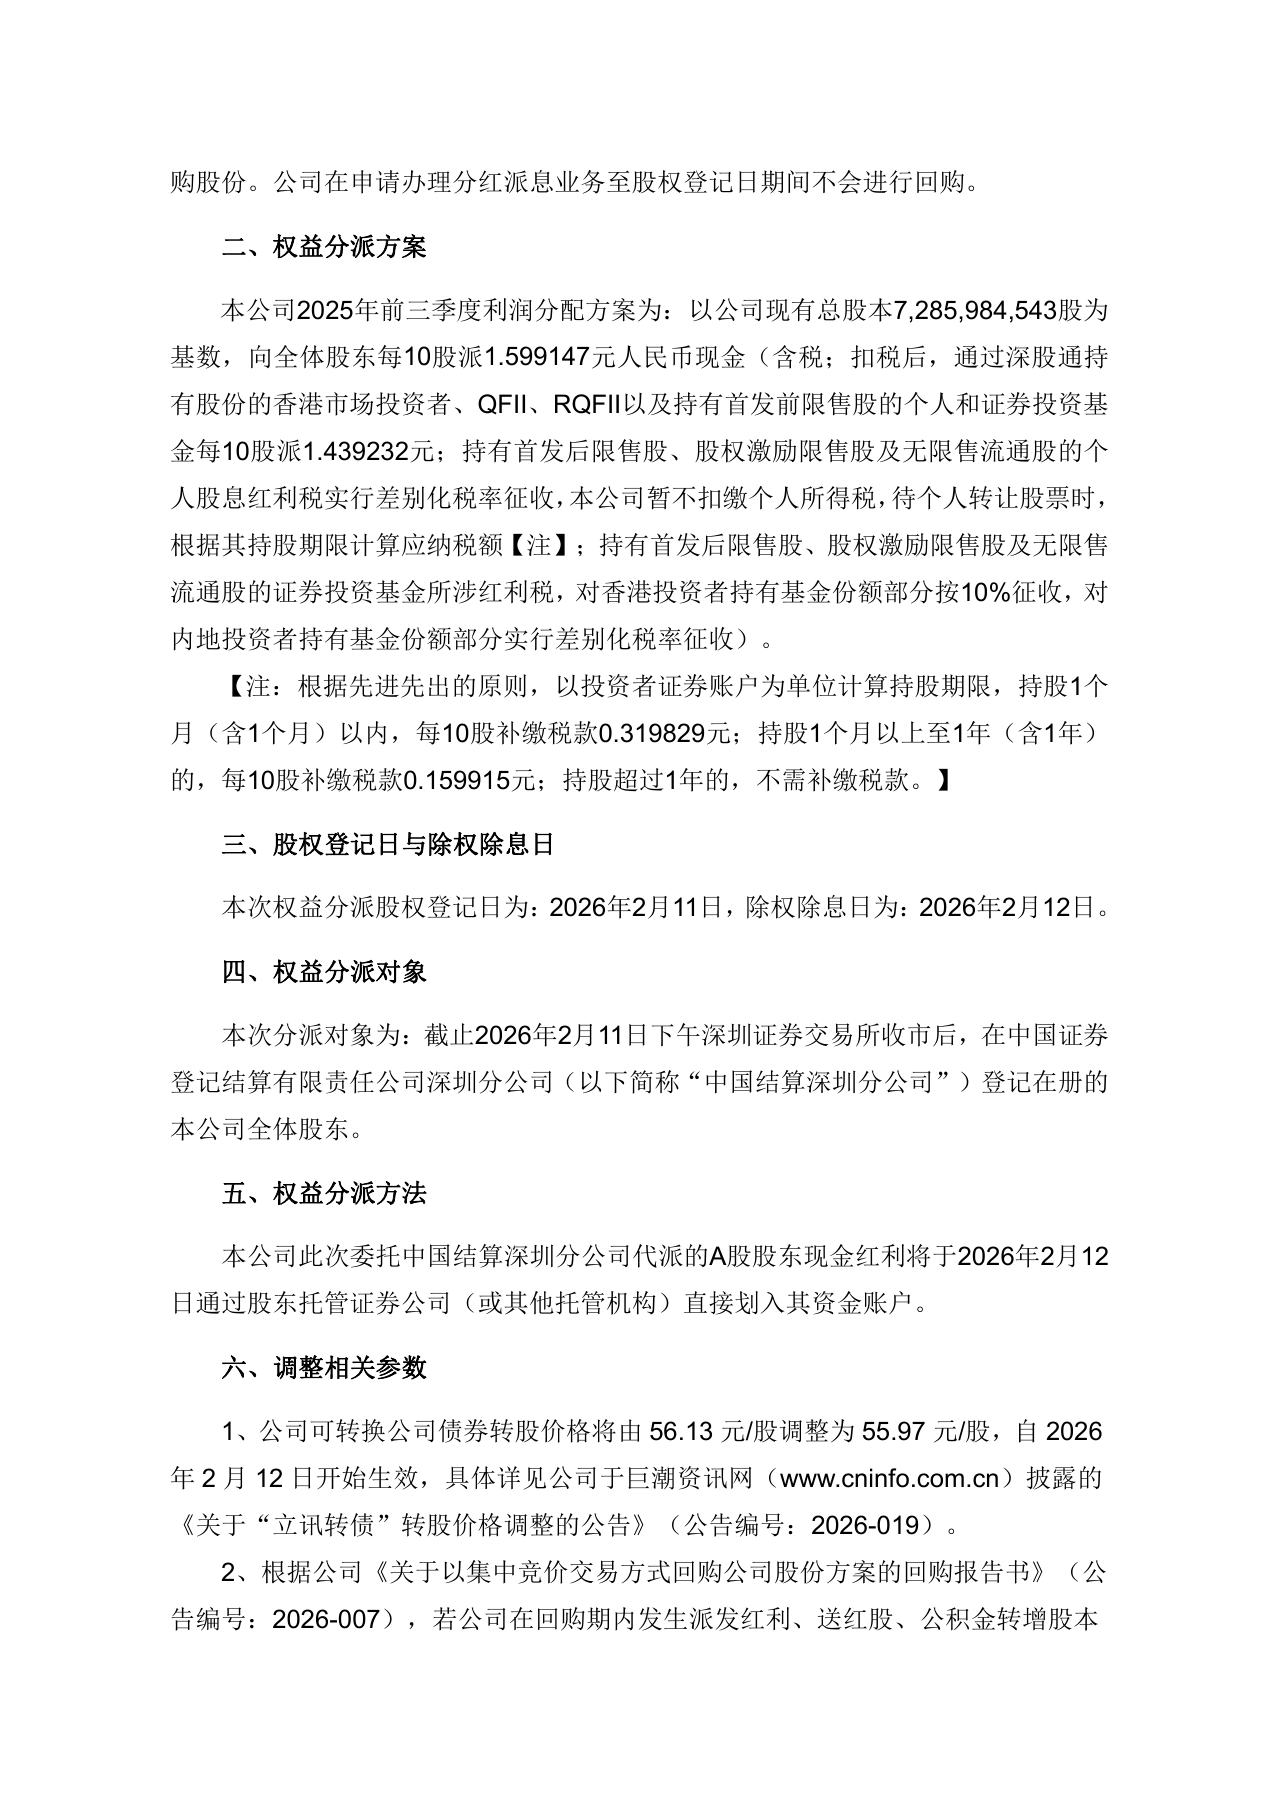 购股份。公司在申请办理分红派息业务至股权登记日期间不会进行回购。
二、权益分派方案
本公司2025年前三季度利润分配方案为：以公司现有总股本7,285,984,543股为
基数，向全体股东每10股派1.599147元人民币现金（含税；扣税后，通过深股通持
有股份的香港市场投资者、QFII、RQFII以及持有首发前限售股的个人和证券投资基
金每10股派1.439232元；持有首发后限售股、股权激励限售股及无限售流通股的个
人股息红利税实行差别化税率征收，本公司暂不扣缴个人所得税，待个人转让股票时，
根据其持股期限计算应纳税额【注】；持有首发后限售股、股权激励限售股及无限售
流通股的证券投资基金所涉红利税，对香港投资者持有基金份额部分按10%征收，对
内地投资者持有基金份额部分实行差别化税率征收）。
【注：根据先进先出的原则，以投资者证券账户为单位计算持股期限，持股1个
月（含1个月）以内，每10股补缴税款0.319829元；持股1个月以上至1年（含1年）
的，每10股补缴税款0.159915元；持股超过1年的，不需补缴税款。】
三、股权登记日与除权除息日
本次权益分派股权登记日为：2026年2月11日，除权除息日为：2026年2月12日。
四、权益分派对象
本次分派对象为：截止2026年2月11日下午深圳证券交易所收市后，在中国证券
登记结算有限责任公司深圳分公司（以下简称“中国结算深圳分公司”）登记在册的
本公司全体股东。
五、权益分派方法
本公司此次委托中国结算深圳分公司代派的A股股东现金红利将于2026年2月12
日通过股东托管证券公司（或其他托管机构）直接划入其资金账户。
六、调整相关参数
1、公司可转换公司债券转股价格将由 56.13 元/股调整为 55.97 元/股，自 2026
年 2 月 12 日开始生效，具体详见公司于巨潮资讯网（www.cninfo.com.cn）披露的
《关于“立讯转债”转股价格调整的公告》（公告编号：2026-019）。
2、根据公司《关于以集中竞价交易方式回购公司股份方案的回购报告书》（公
告编号：2026-007），若公司在回购期内发生派发红利、送红股、公积金转增股本